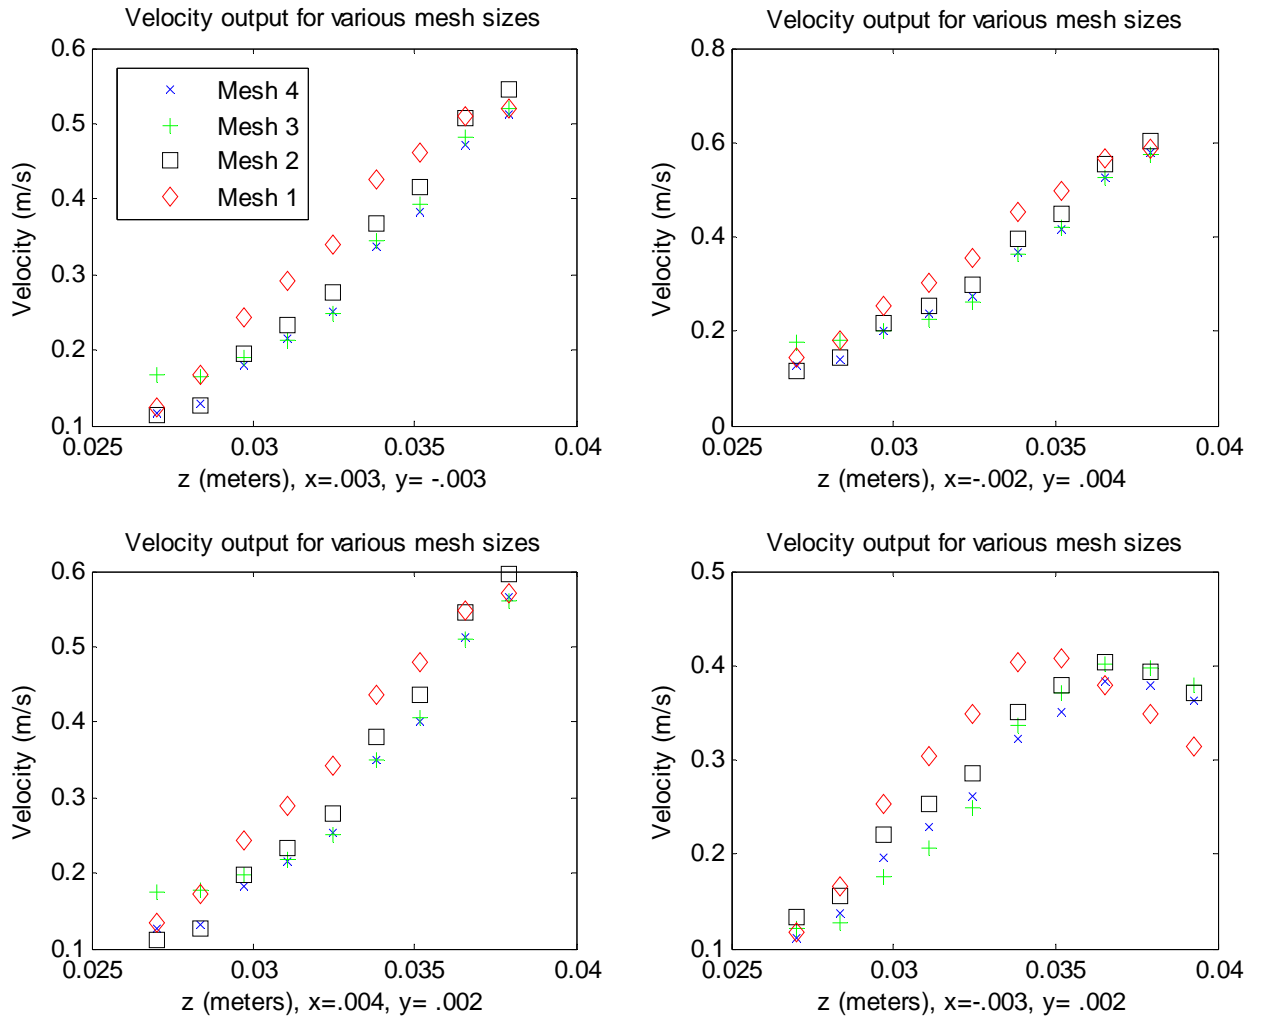 Velocity output for various mesh sizes
0.6
0.5
0.4
0.3
0.2
0.1
Velocity (m/s)
Mesh 4
Mesh 3
Mesh 2
Mesh 1
0.025
0.03
0.035
0.04
z (meters), x=.003, y= -.003
Velocity output for various mesh sizes
0.8
0.6
0.4
0.2
0
Velocity (m/s)
0.025
0.03
0.035
0.04
z (meters), x=-.002, y= .004
Velocity output for various mesh sizes
0.6
0.5
0.4
0.3
0.2
0.1
Velocity (m/s)
0.025
0.03
0.035
0.04
z (meters), x=.004, y= .002
Velocity output for various mesh sizes
0.5
0.4
0.3
0.2
0.1
Velocity (m/s)
0.025
0.03
0.035
0.04
z (meters), x=-.003, y= .002